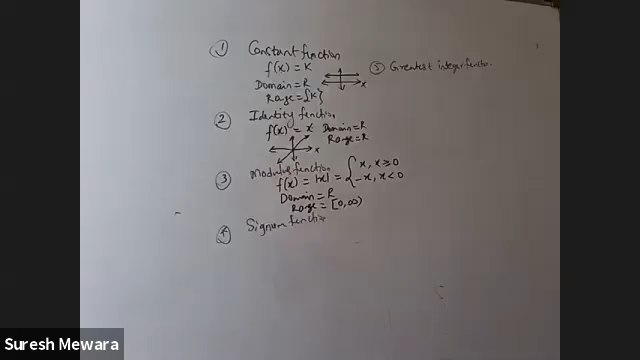 ① Constant function
f(x) = K
Domain = R
Range = {K}
x
② Identity function
f(x) = x Domain = R
Range = R
x
③ Modulus function
f(x) = |x| = { x, x ≥ 0
-x, x < 0
Domain = R
Range = [0, ∞)
④ Signum function
⑤ Greatest integer function
Suresh Mewara